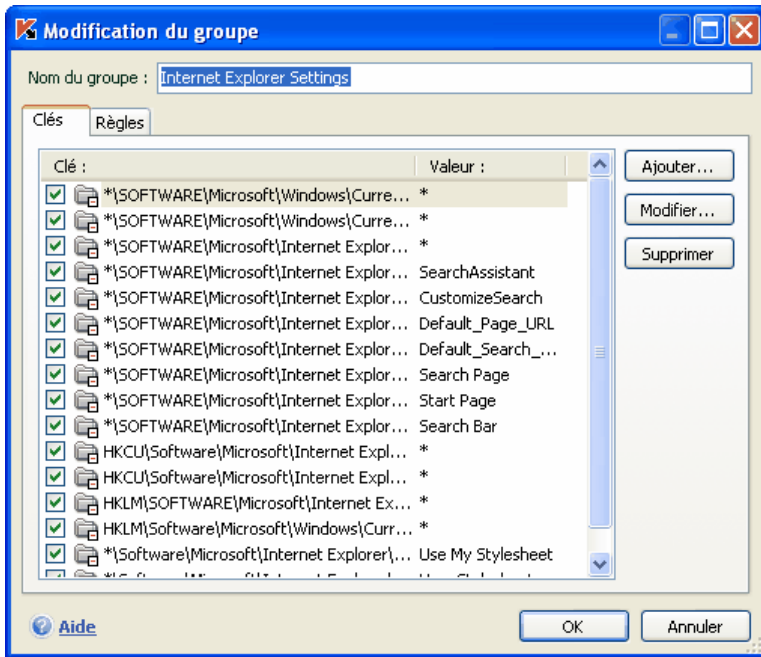 Modification du groupe
Nom du groupe : Internet Explorer Settings
Clés Règles
Clé : Valeur :
*\SOFTWARE\Microsoft\Windows\Curre... *
*\SOFTWARE\Microsoft\Windows\Curre... *
*\SOFTWARE\Microsoft\Internet Explor... *
*\SOFTWARE\Microsoft\Internet Explor... SearchAssistant
*\SOFTWARE\Microsoft\Internet Explor... CustomizeSearch
*\SOFTWARE\Microsoft\Internet Explor... Default_Page_URL
*\SOFTWARE\Microsoft\Internet Explor... Default_Search_...
*\SOFTWARE\Microsoft\Internet Explor... Search Page
*\SOFTWARE\Microsoft\Internet Explor... Start Page
*\SOFTWARE\Microsoft\Internet Explor... Search Bar
HKCU\Software\Microsoft\Internet Expl... *
HKCU\Software\Microsoft\Internet Expl... *
HKLM\SOFTWARE\Microsoft\Internet Ex... *
HKLM\Software\Microsoft\Windows\Curr... *
*\Software\Microsoft\Internet Explorer\... Use My Stylesheet
Ajouter...
Modifier...
Supprimer
Aide
OK
Annuler